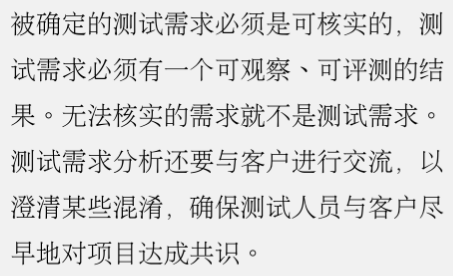 被确定的测试需求必须是可核实的，测
试需求必须有一个可观察、可评测的结
果。无法核实的需求就不是测试需求。
测试需求分析还要与客户进行交流，以
澄清某些混淆，确保测试人员与客户尽
早地对项目达成共识。